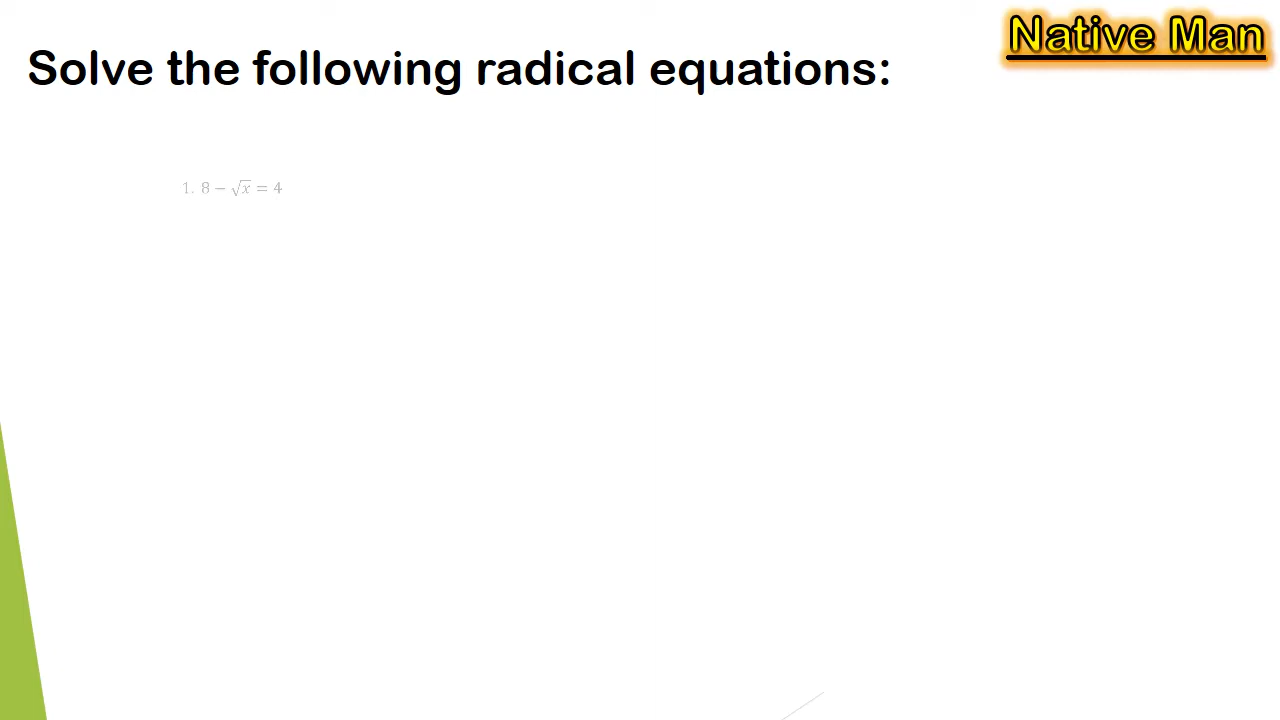 Native Man
Solve the following radical equations:
1. 8 − √x = 4